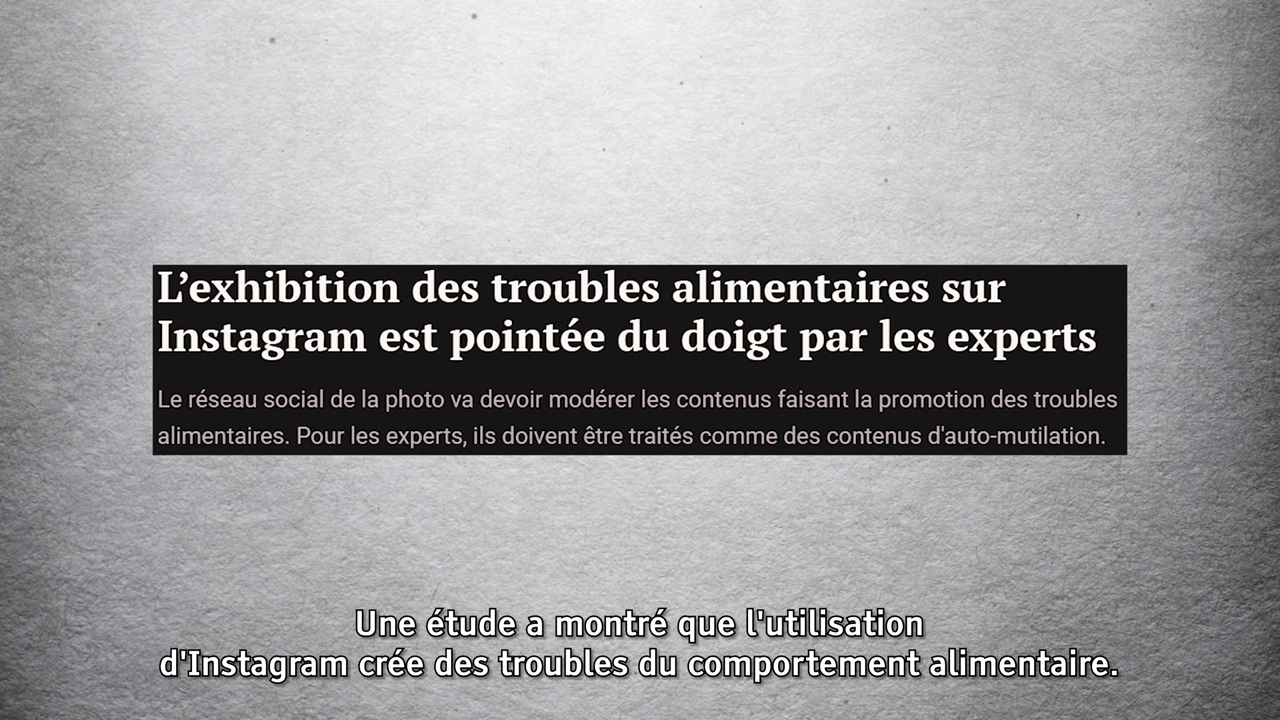 L’exhibition des troubles alimentaires sur
Instagram est pointée du doigt par les experts
Le réseau social de la photo va devoir modérer les contenus faisant la promotion des troubles
alimentaires. Pour les experts, ils doivent être traités comme des contenus d'auto-mutilation.
Une étude a montré que l'utilisation
d'Instagram crée des troubles du comportement alimentaire.